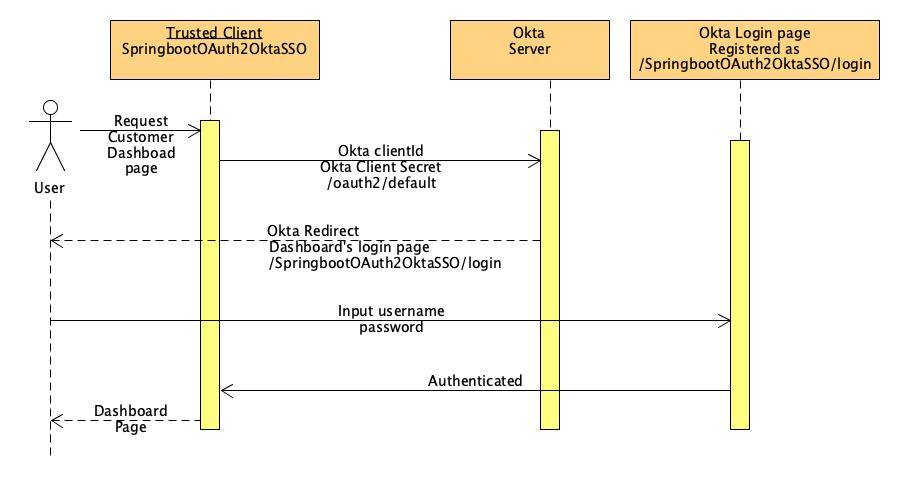 Trusted Client
SpringbootOAuth2OktaSSO
Okta
Server
Okta Login page
Registered as
/SpringbootOAuth2OktaSSO/login
Request
Customer
Dashboad
page
User
Okta clientId
Okta Client Secret
/oauth2/default
Okta Redirect
Dashboard's login page
/SpringbootOAuth2OktaSSO/login
Input username
password
Authenticated
Dashboard
Page